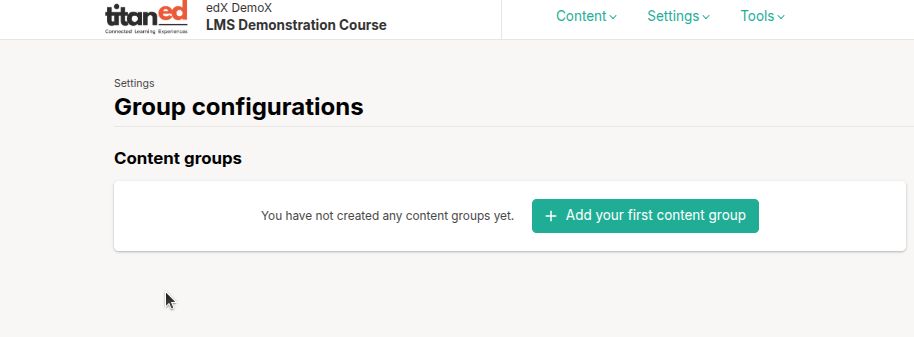 titaned
Connected Learning Experiences
edX DemoX
LMS Demonstration Course
Content
Settings
Tools
Settings
Group configurations
Content groups
You have not created any content groups yet.
+ Add your first content group